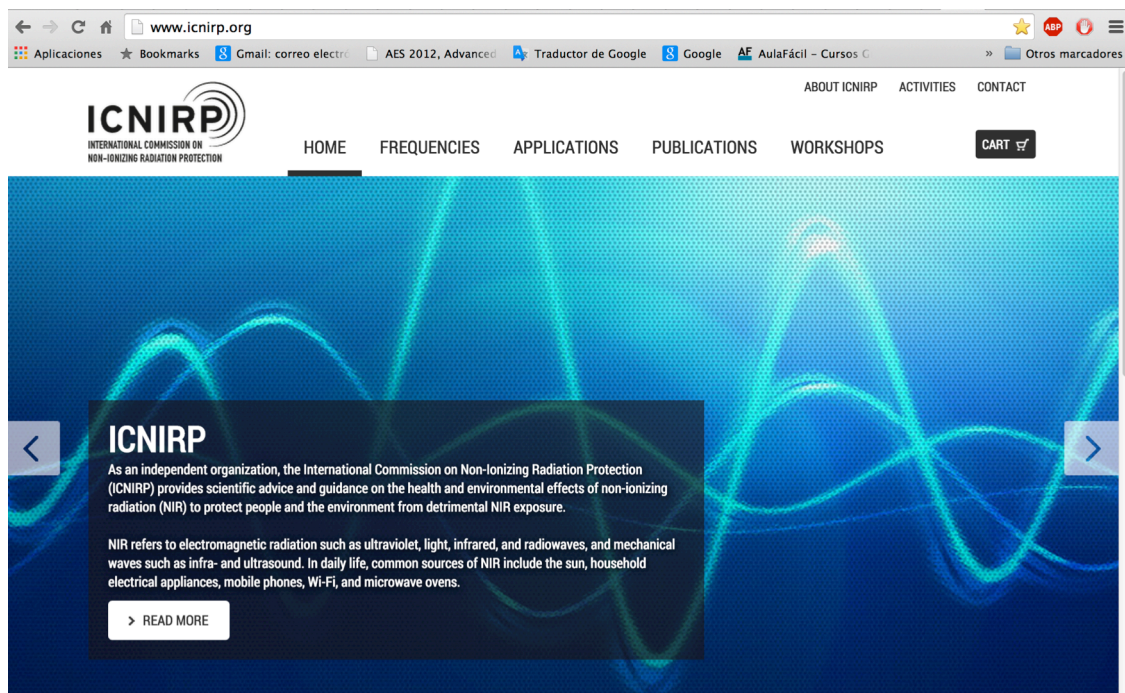 www.icnirp.org
ABP
Aplicaciones Bookmarks Gmail: correo electró AES 2012, Advanced Traductor de Google Google AF AulaFácil – Cursos G » Otros marcadores
ABOUT ICNIRP ACTIVITIES CONTACT
ICNIRP
INTERNATIONAL COMMISSION ON
NON-IONIZING RADIATION PROTECTION
HOME FREQUENCIES APPLICATIONS PUBLICATIONS WORKSHOPS CART
ICNIRP
As an independent organization, the International Commission on Non-Ionizing Radiation Protection
(ICNIRP) provides scientific advice and guidance on the health and environmental effects of non-ionizing
radiation (NIR) to protect people and the environment from detrimental NIR exposure.
NIR refers to electromagnetic radiation such as ultraviolet, light, infrared, and radiowaves, and mechanical
waves such as infra- and ultrasound. In daily life, common sources of NIR include the sun, household
electrical appliances, mobile phones, Wi-Fi, and microwave ovens.
> READ MORE